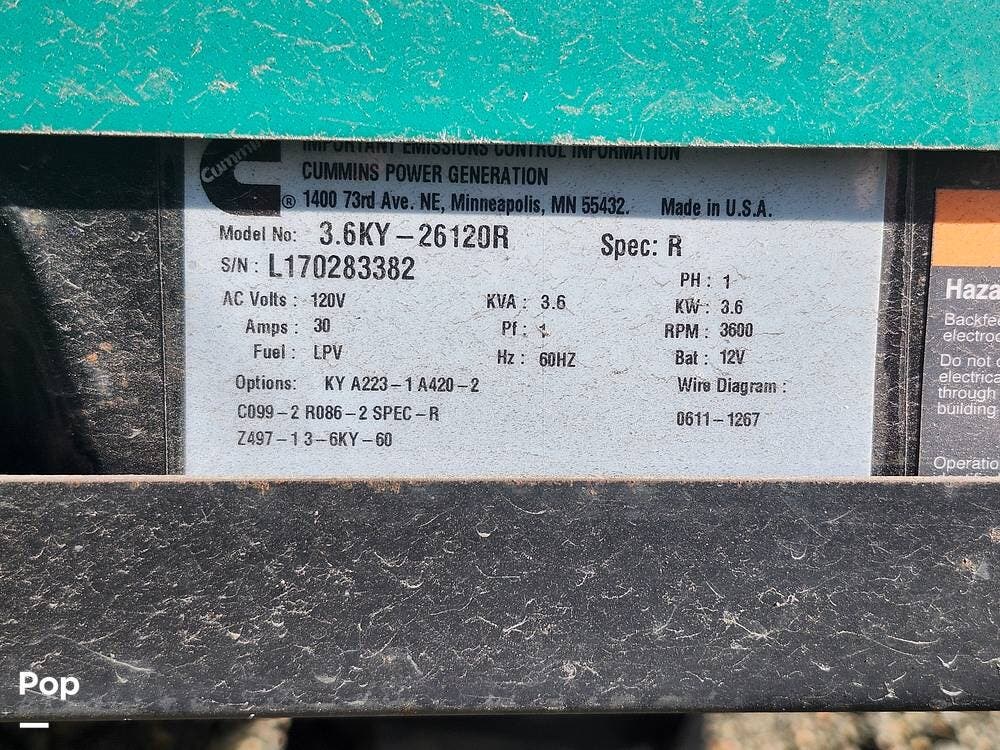 IMPORTANT EMISSIONS CONTROL INFORMATION
Cummins
CUMMINS POWER GENERATION
® 1400 73rd Ave. NE, Minneapolis, MN 55432. Made in U.S.A.
Model No: 3.6KY-26120R Spec: R
S/N : L170283382
PH : 1
AC Volts : 120V KVA : 3.6 KW : 3.6
Amps : 30 Pf : 1 RPM : 3600
Fuel : LPV Hz : 60HZ Bat : 12V
Options: KY A223-1 A420-2 Wire Diagram :
C099-2 R086-2 SPEC-R 0611-1267
Z497-1 3-6KY-60
Haza
Backfee
electroc
Do not c
electrica
through
building
Operatio
Pop